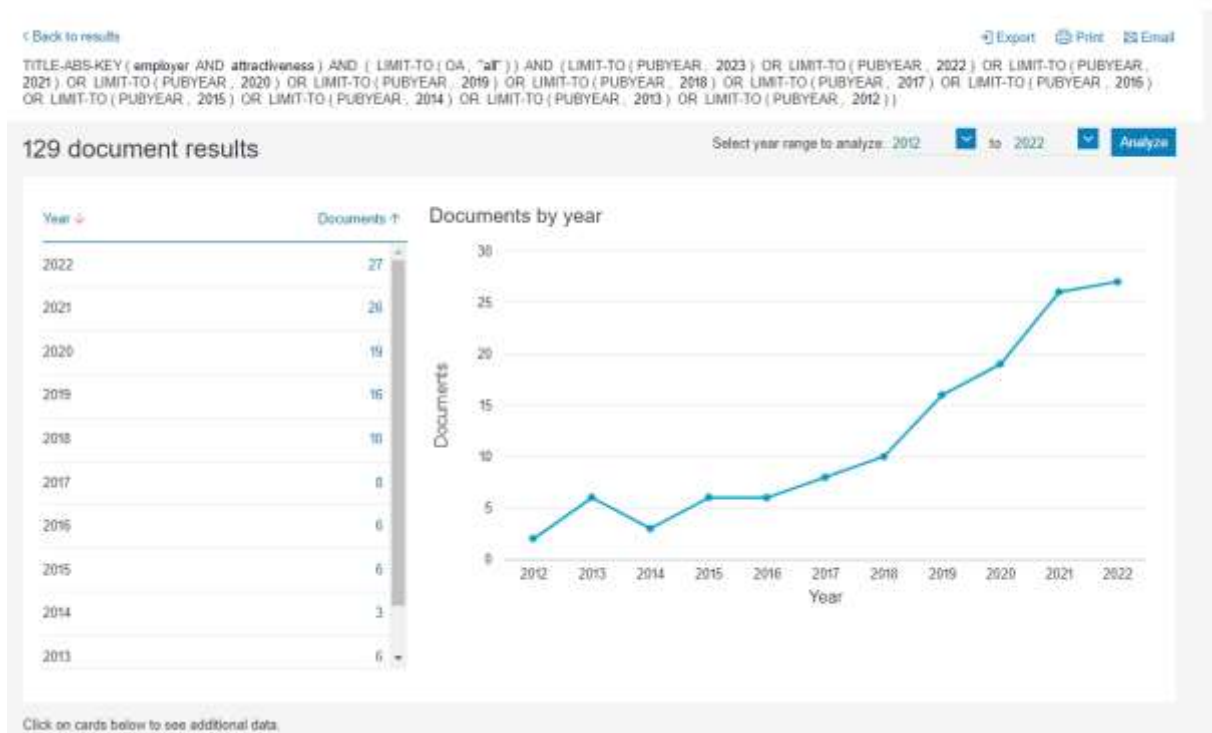 < Back to results
Export Print Email
TITLE-ABS-KEY ( employer AND attractiveness ) AND ( LIMIT-TO ( OA , "all" ) ) AND ( LIMIT-TO ( PUBYEAR , 2023 ) OR LIMIT-TO ( PUBYEAR , 2022 ) OR LIMIT-TO ( PUBYEAR ,
2021 ) OR LIMIT-TO ( PUBYEAR , 2020 ) OR LIMIT-TO ( PUBYEAR , 2019 ) OR LIMIT-TO ( PUBYEAR , 2018 ) OR LIMIT-TO ( PUBYEAR , 2017 ) OR LIMIT-TO ( PUBYEAR , 2016 )
OR LIMIT-TO ( PUBYEAR , 2015 ) OR LIMIT-TO ( PUBYEAR , 2014 ) OR LIMIT-TO ( PUBYEAR , 2013 ) OR LIMIT-TO ( PUBYEAR , 2012 ) )
129 document results
Select year range to analyze: 2012 to 2022 Analyze
Year Documents
2022 27
2021 26
2020 19
2019 16
2018 10
2017 8
2016 6
2015 6
2014 3
2013 6
Documents by year
30
25
20
15
10
5
0
Documents
2012 2013 2014 2015 2016 2017 2018 2019 2020 2021 2022
Year
Click on cards below to see additional data.